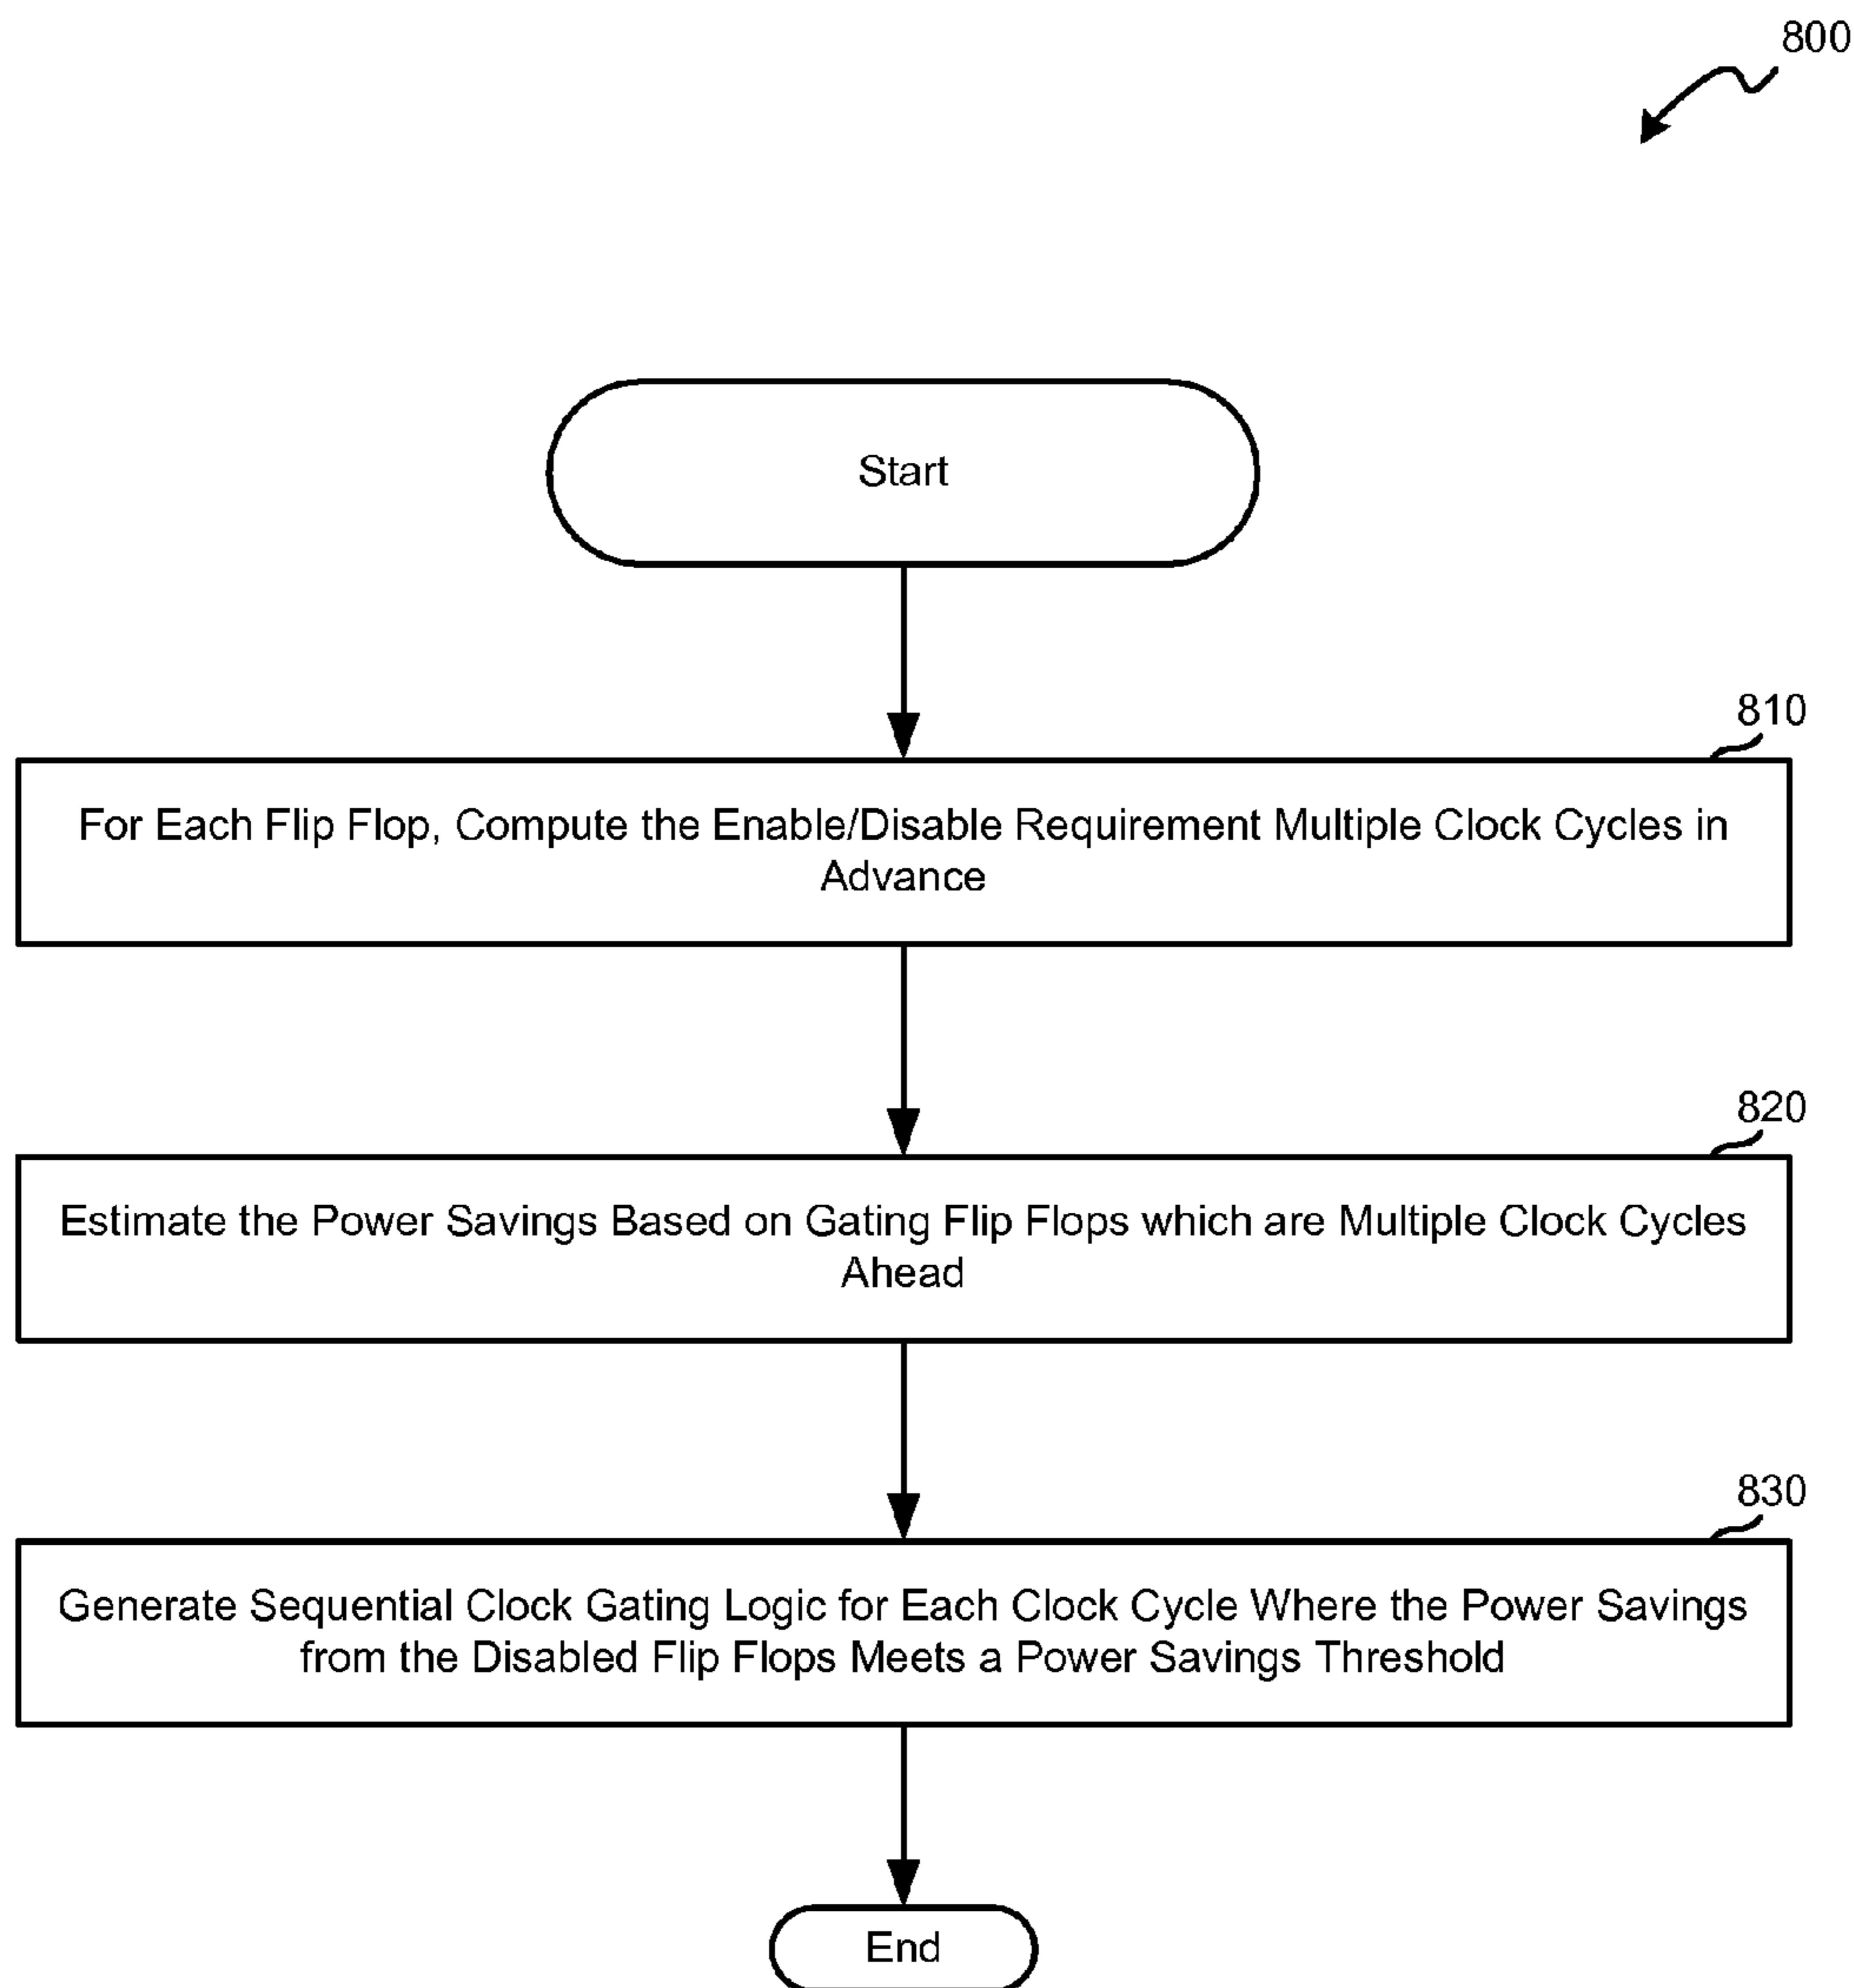 800
Start
810
For Each Flip Flop, Compute the Enable/Disable Requirement Multiple Clock Cycles in
Advance
820
Estimate the Power Savings Based on Gating Flip Flops which are Multiple Clock Cycles
Ahead
830
Generate Sequential Clock Gating Logic for Each Clock Cycle Where the Power Savings
from the Disabled Flip Flops Meets a Power Savings Threshold
End